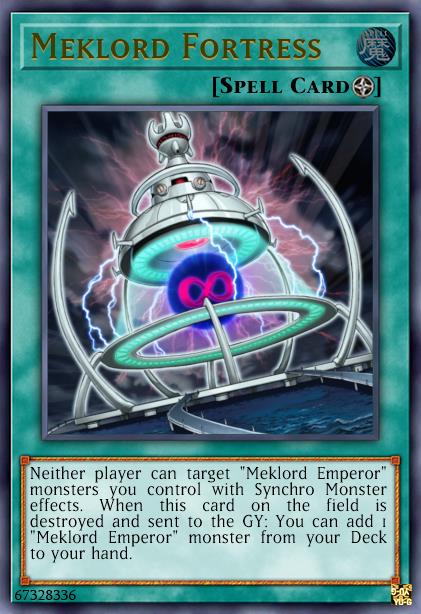 Meklord Fortress
魔
[Spell Card]
Neither player can target "Meklord Emperor"
monsters you control with Synchro Monster
effects. When this card on the field is
destroyed and sent to the GY: You can add 1
"Meklord Emperor" monster from your Deck
to your hand.
67328336